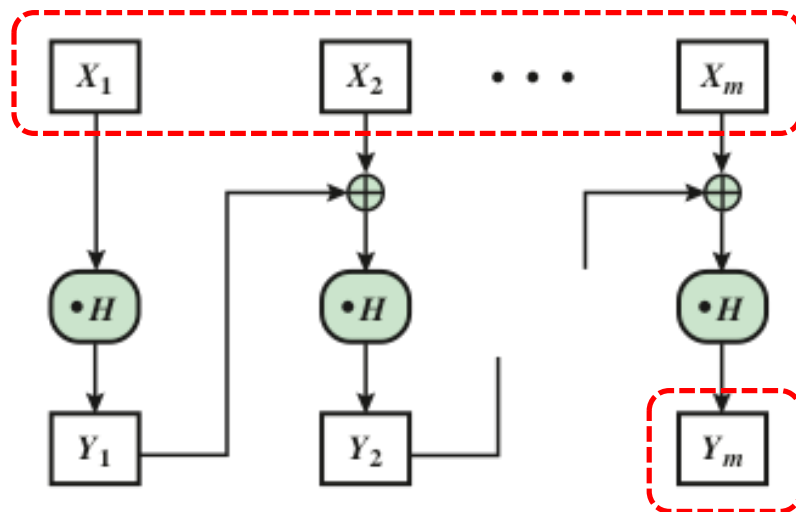 X₁ X₂ • • • Xₘ
⊕ ⊕
•H •H •H
Y₁ Y₂ Yₘ